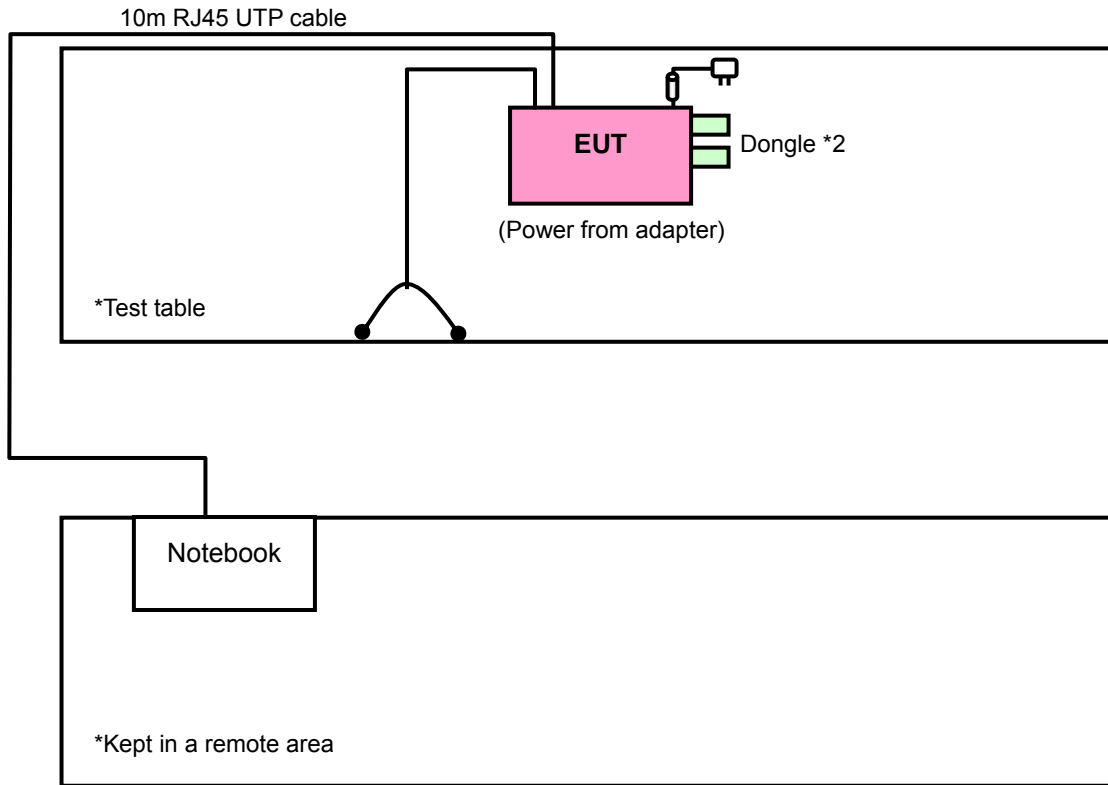 10m RJ45 UTP cable
EUT
Dongle *2
(Power from adapter)
*Test table
Notebook
*Kept in a remote area